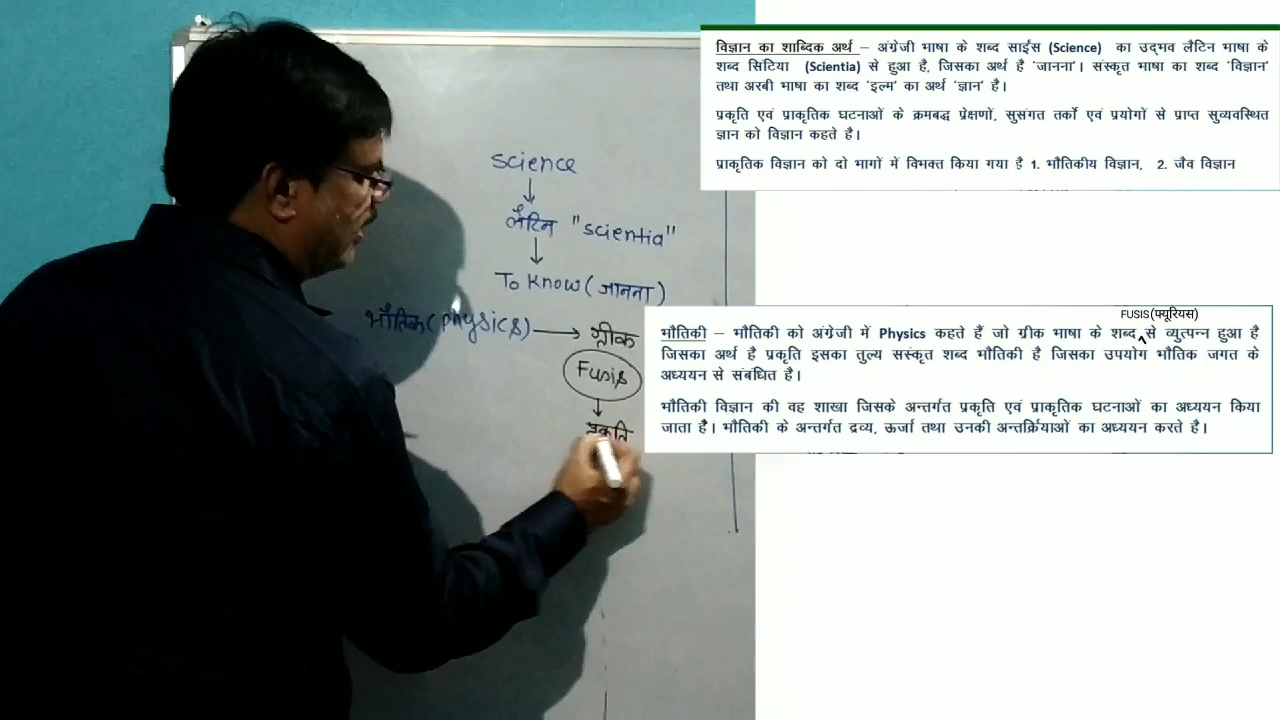 science
↓
लैटिन "scientia"
↓
To Know (जानना)
भौतिक (physics) → ग्रीक
Fusis
↓
प्रकृति
विज्ञान का शाब्दिक अर्थ – अंग्रेजी भाषा के शब्द साईंस (Science) का उद्भव लैटिन भाषा के
शब्द सिटिया (Scientia) से हुआ है, जिसका अर्थ है 'जानना'। संस्कृत भाषा का शब्द 'विज्ञान'
तथा अरबी भाषा का शब्द 'इल्म' का अर्थ 'ज्ञान' है।
प्रकृति एवं प्राकृतिक घटनाओं के क्रमबद्ध प्रेक्षणों, सुसंगत तर्को एवं प्रयोगों से प्राप्त सुव्यवस्थित
ज्ञान को विज्ञान कहते है।
प्राकृतिक विज्ञान को दो भागों में विभक्त किया गया है 1. भौतिकीय विज्ञान, 2. जैव विज्ञान
FUSIS(फ्यूरियस)
भौतिकी – भौतिकी को अंग्रेजी में Physics कहते हैं जो ग्रीक भाषा के शब्द ^ से व्युत्पन्न हुआ है
जिसका अर्थ है प्रकृति इसका तुल्य सस्कृत शब्द भौतिकी है जिसका उपयोग भौतिक जगत के
अध्ययन से संबंधित है।
भौतिकी विज्ञान की वह शाखा जिसके अन्तर्गत प्रकृति एवं प्राकृतिक घटनाओं का अध्ययन किया
जाता है। भौतिकी के अन्तर्गत द्रव्य, ऊर्जा तथा उनकी अन्तर्क्रियाओं का अध्ययन करते है।